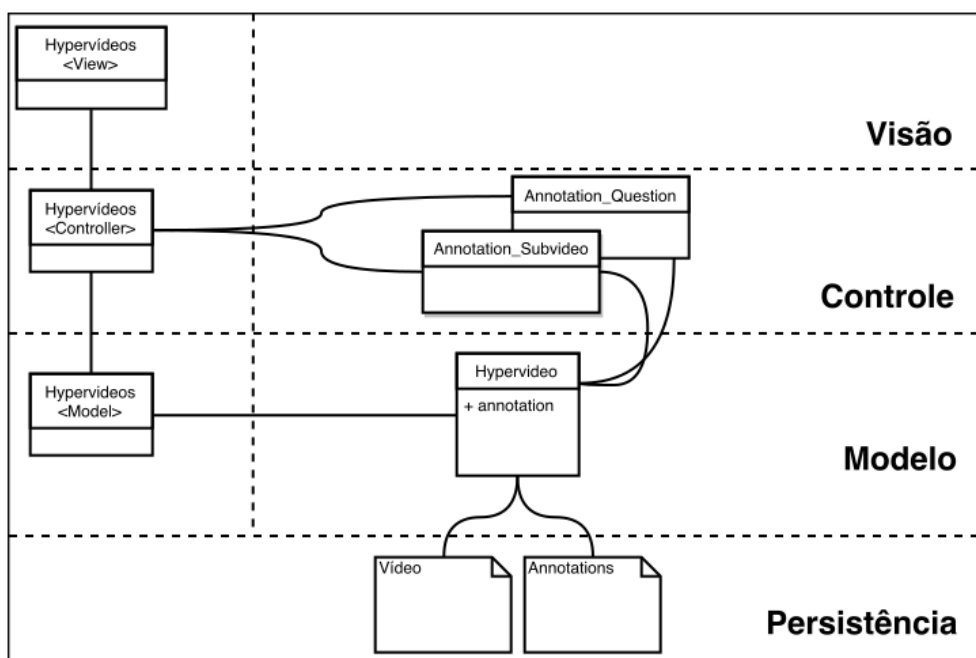 Hypervídeos
<View>
Visão
Hypervídeos
<Controller>
Annotation_Question
Annotation_Subvideo
Controle
Hypervideos
<Model>
Hypervideo
+ annotation
Modelo
Vídeo
Annotations
Persistência